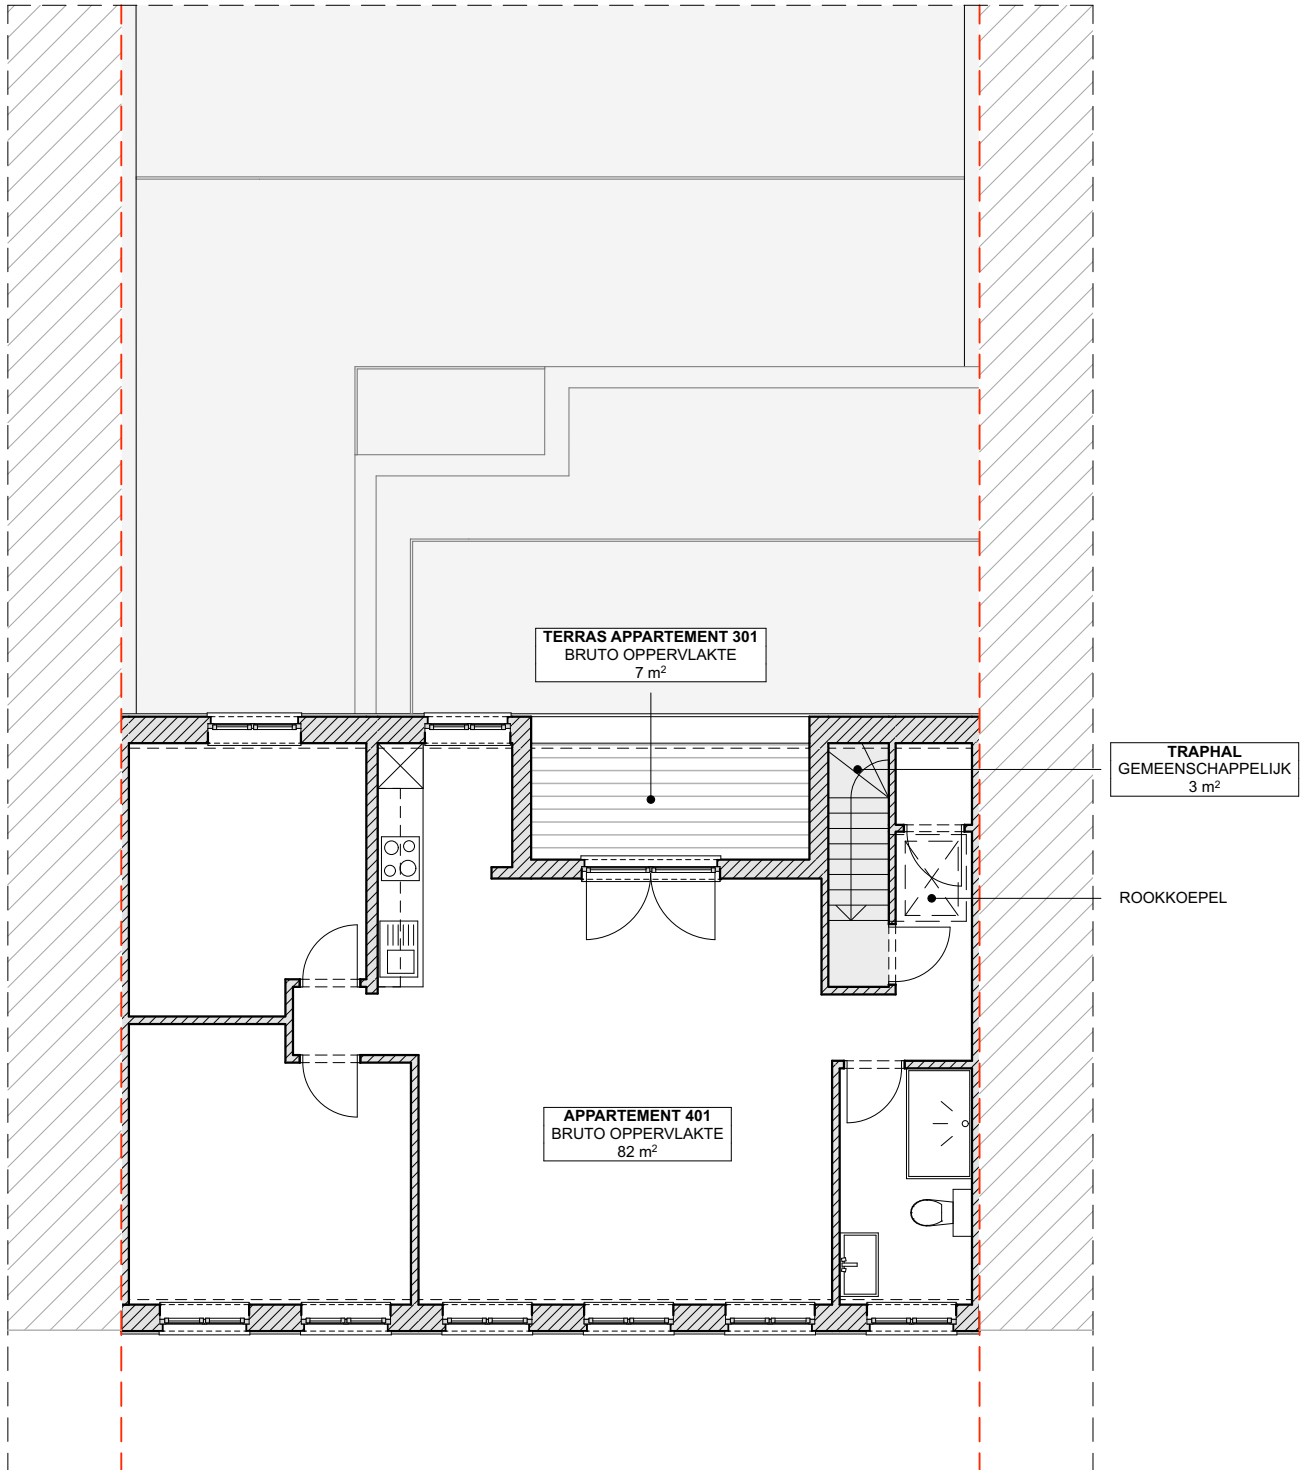 TERRAS APPARTEMENT 301
BRUTO OPPERVLAKTE
7 m²
TRAPHAL
GEMEENSCHAPPELIJK
3 m²
ROOKKOEPEL
APPARTEMENT 401
BRUTO OPPERVLAKTE
82 m²